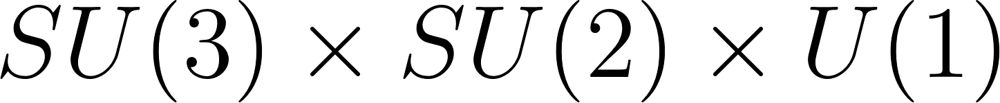 SU(3) × SU(2) × U(1)